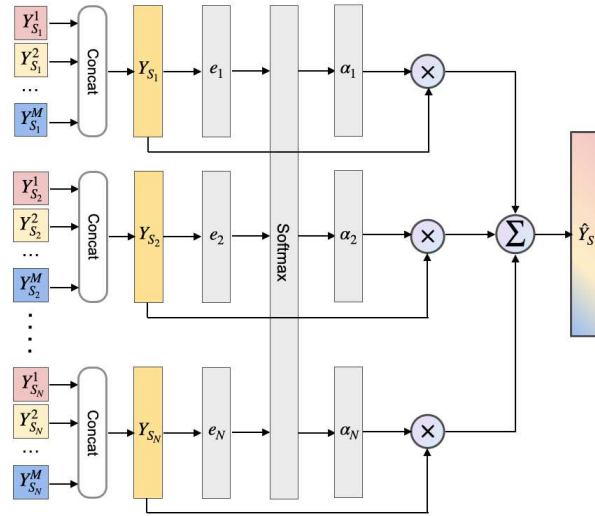 Y_{S_1}^1
Y_{S_1}^2
...
Y_{S_1}^M
Concat
Y_{S_1}
e_1
α_1
×
Y_{S_2}^1
Y_{S_2}^2
...
Y_{S_2}^M
Concat
Y_{S_2}
e_2
Softmax
α_2
×
Σ
Ŷ_S
Y_{S_N}^1
Y_{S_N}^2
...
Y_{S_N}^M
Concat
Y_{S_N}
e_N
α_N
×